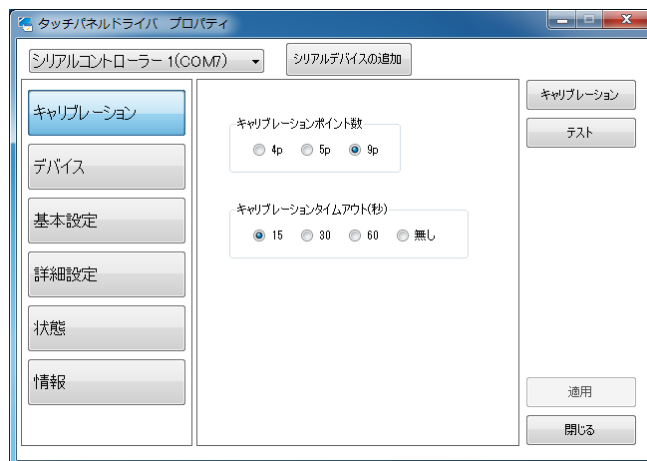 タッチパネルドライバ プロパティ
シリアルコントローラー 1(COM7)
シリアルデバイスの追加
キャリブレーション
デバイス
基本設定
詳細設定
状態
情報
キャリブレーションポイント数
4p 5p 9p
キャリブレーションタイムアウト(秒)
15 30 60 無し
キャリブレーション
テスト
適用
閉じる